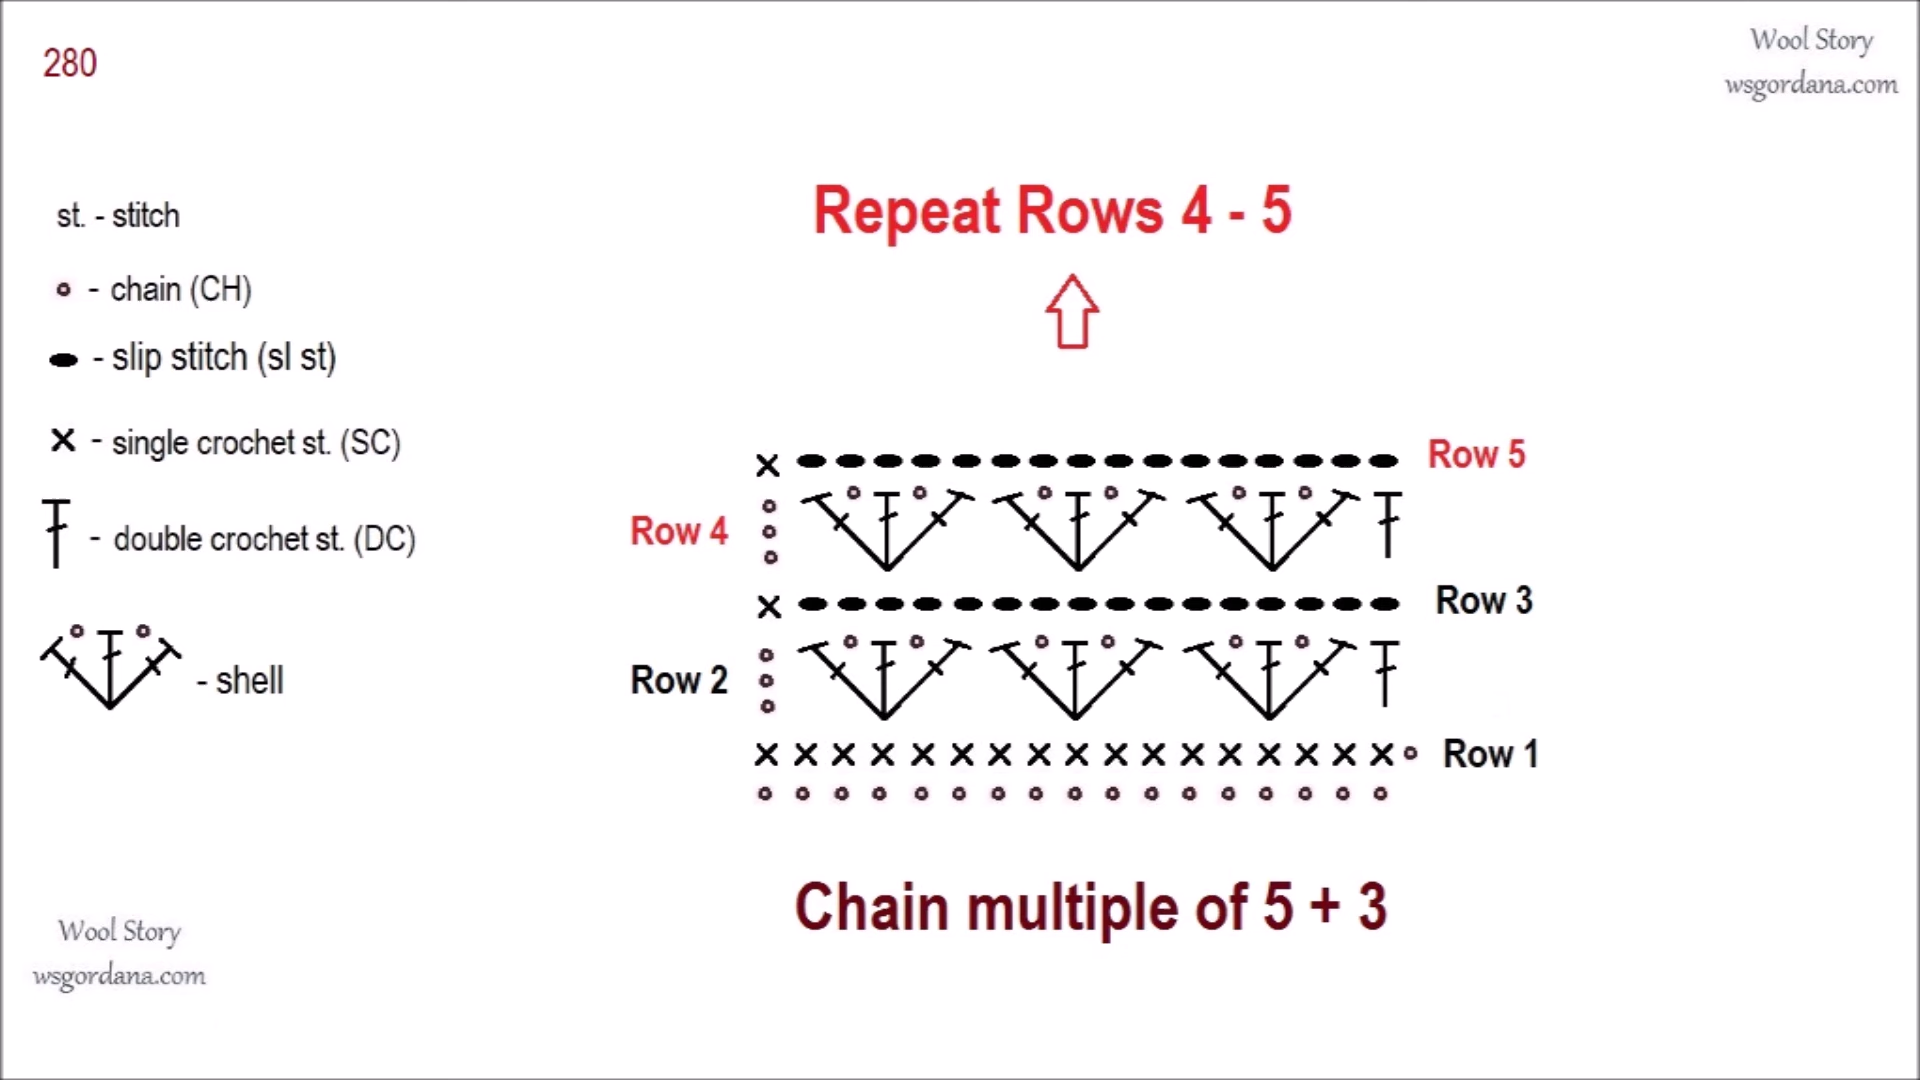 280
Wool Story
wsgordana.com
st. - stitch
- chain (CH)
- slip stitch (sl st)
- single crochet st. (SC)
- double crochet st. (DC)
- shell
Repeat Rows 4 - 5
Row 5
Row 4
Row 3
Row 2
Row 1
Chain multiple of 5 + 3
Wool Story
wsgordana.com